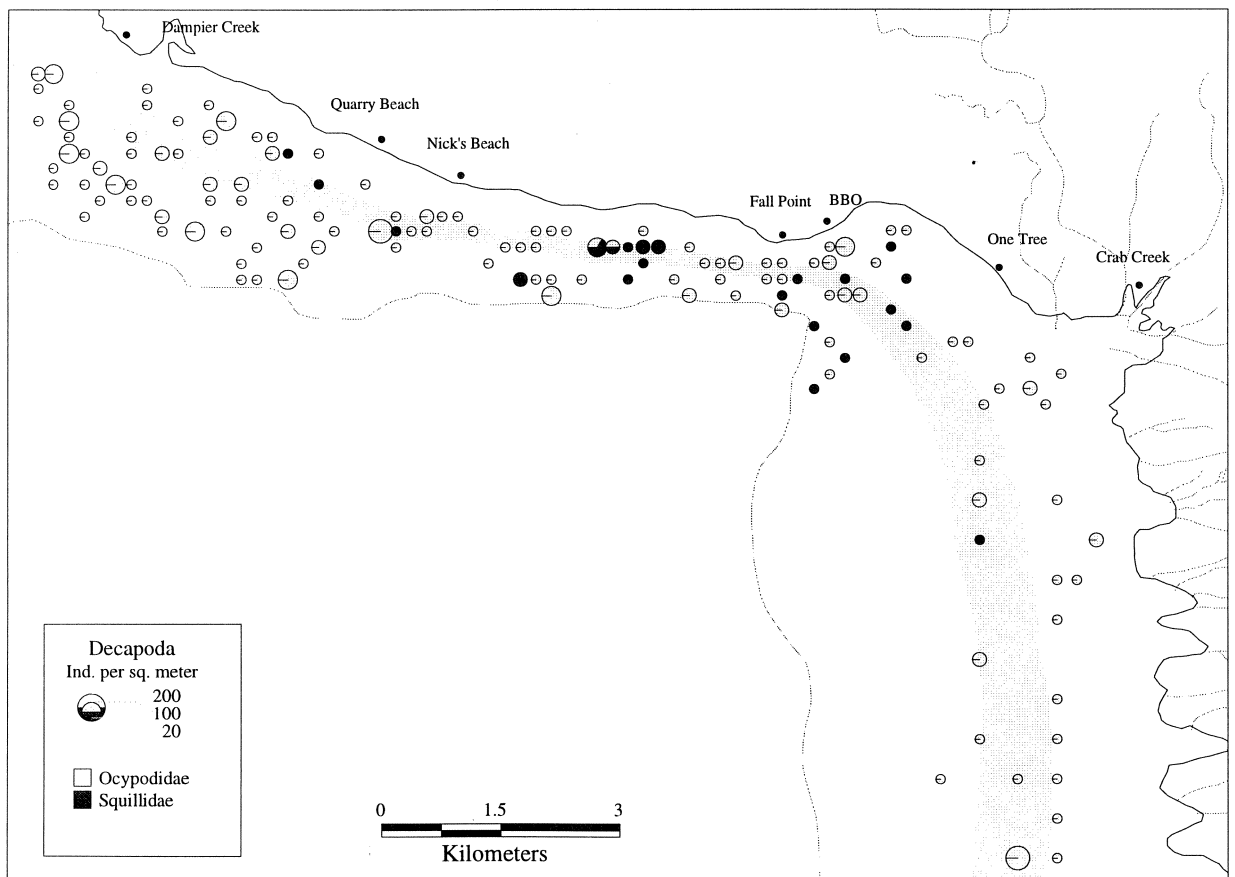 Dampier Creek
Quarry Beach
Nick's Beach
Fall Point
BBO
One Tree
Crab Creek
Decapoda
Ind. per sq. meter
200
100
20
Ocypodidae
Squillidae
0 1.5 3
Kilometers